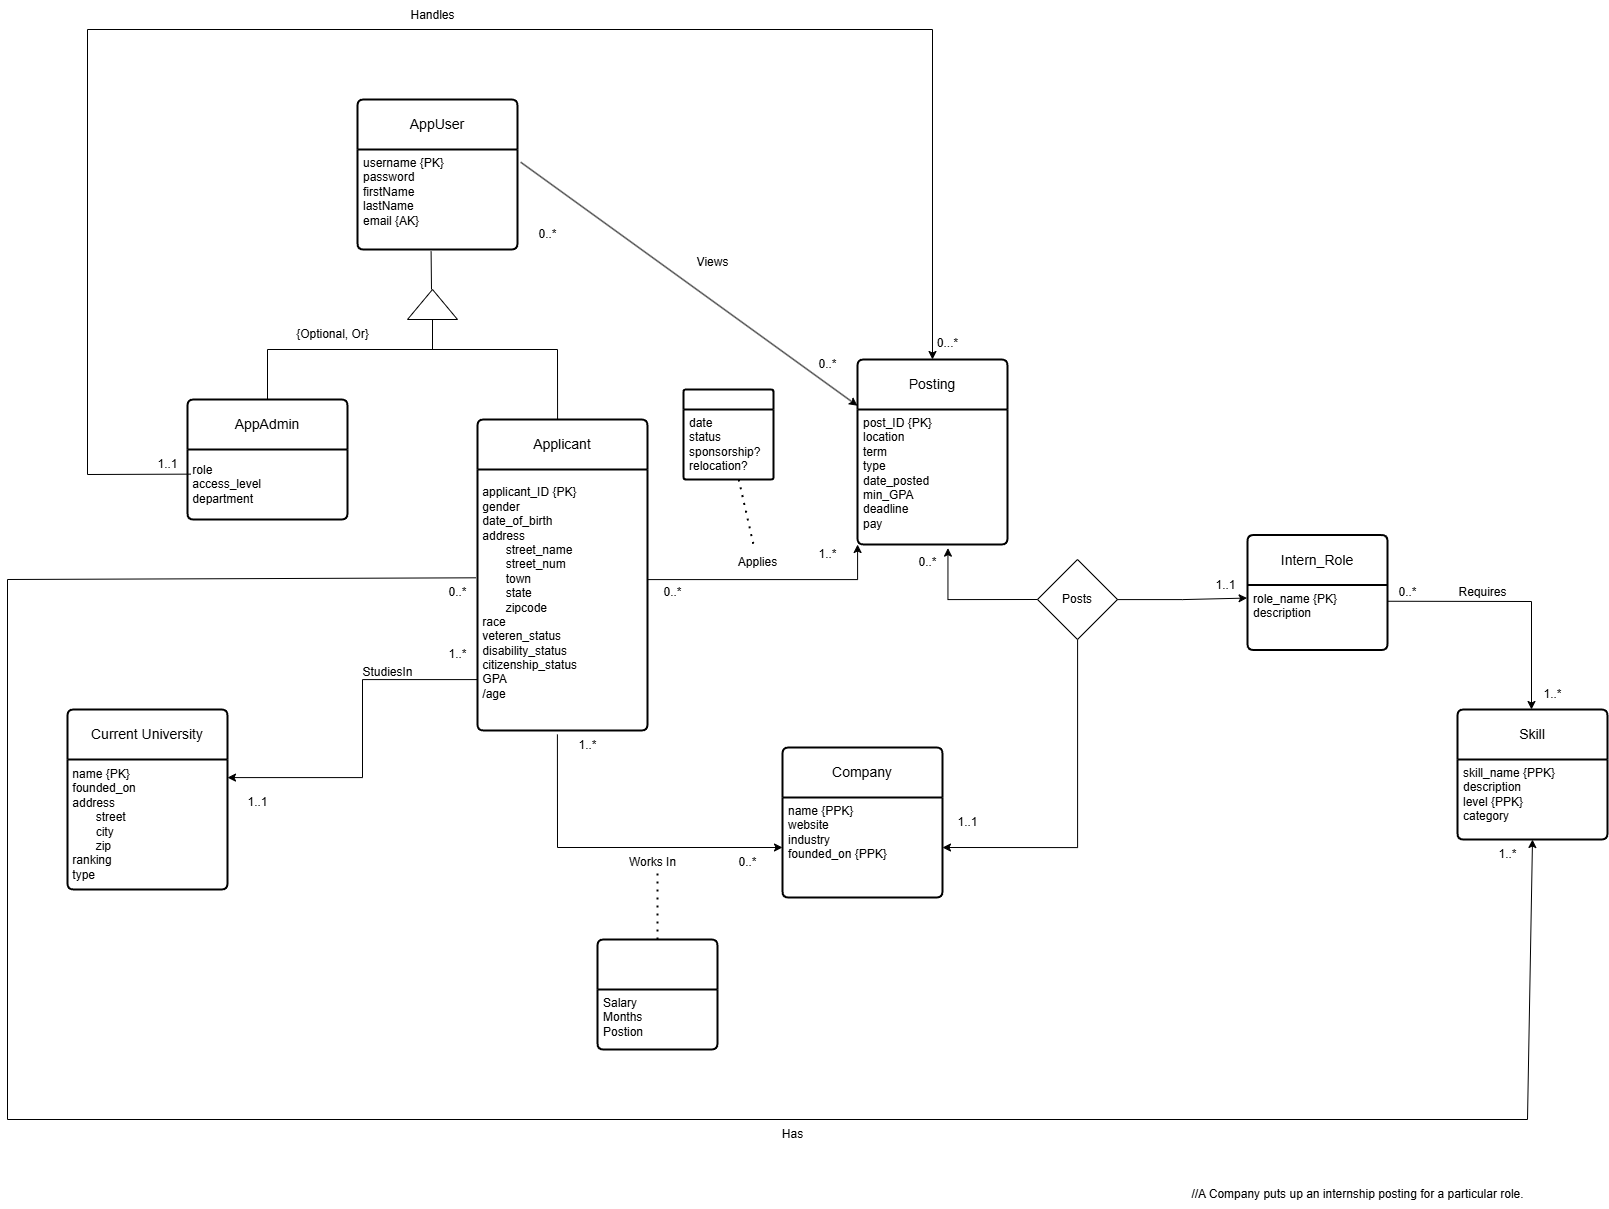 Handles
AppUser
username {PK}
password
firstName
lastName
email {AK}
0..*
Views
{Optional, Or}
0..*
0...*
Posting
post_ID {PK}
location
term
type
date_posted
min_GPA
deadline
pay
AppAdmin
1..1
role
access_level
department
Applicant
applicant_ID {PK}
gender
date_of_birth
address
street_name
street_num
town
state
zipcode
race
veteren_status
disability_status
citizenship_status
GPA
/age
date
status
sponsorship?
relocation?
Applies
1..*
0..*
0..*
0..*
Posts
1..1
Intern_Role
role_name {PK}
description
0..*
Requires
1..*
1..*
StudiesIn
Current University
name {PK}
founded_on
address
street
city
zip
ranking
type
1..1
1..*
Company
name {PPK}
website
industry
founded_on {PPK}
1..1
Works In
0..*
Skill
skill_name {PPK}
description
level {PPK}
category
1..*
Salary
Months
Postion
Has
//A Company puts up an internship posting for a particular role.